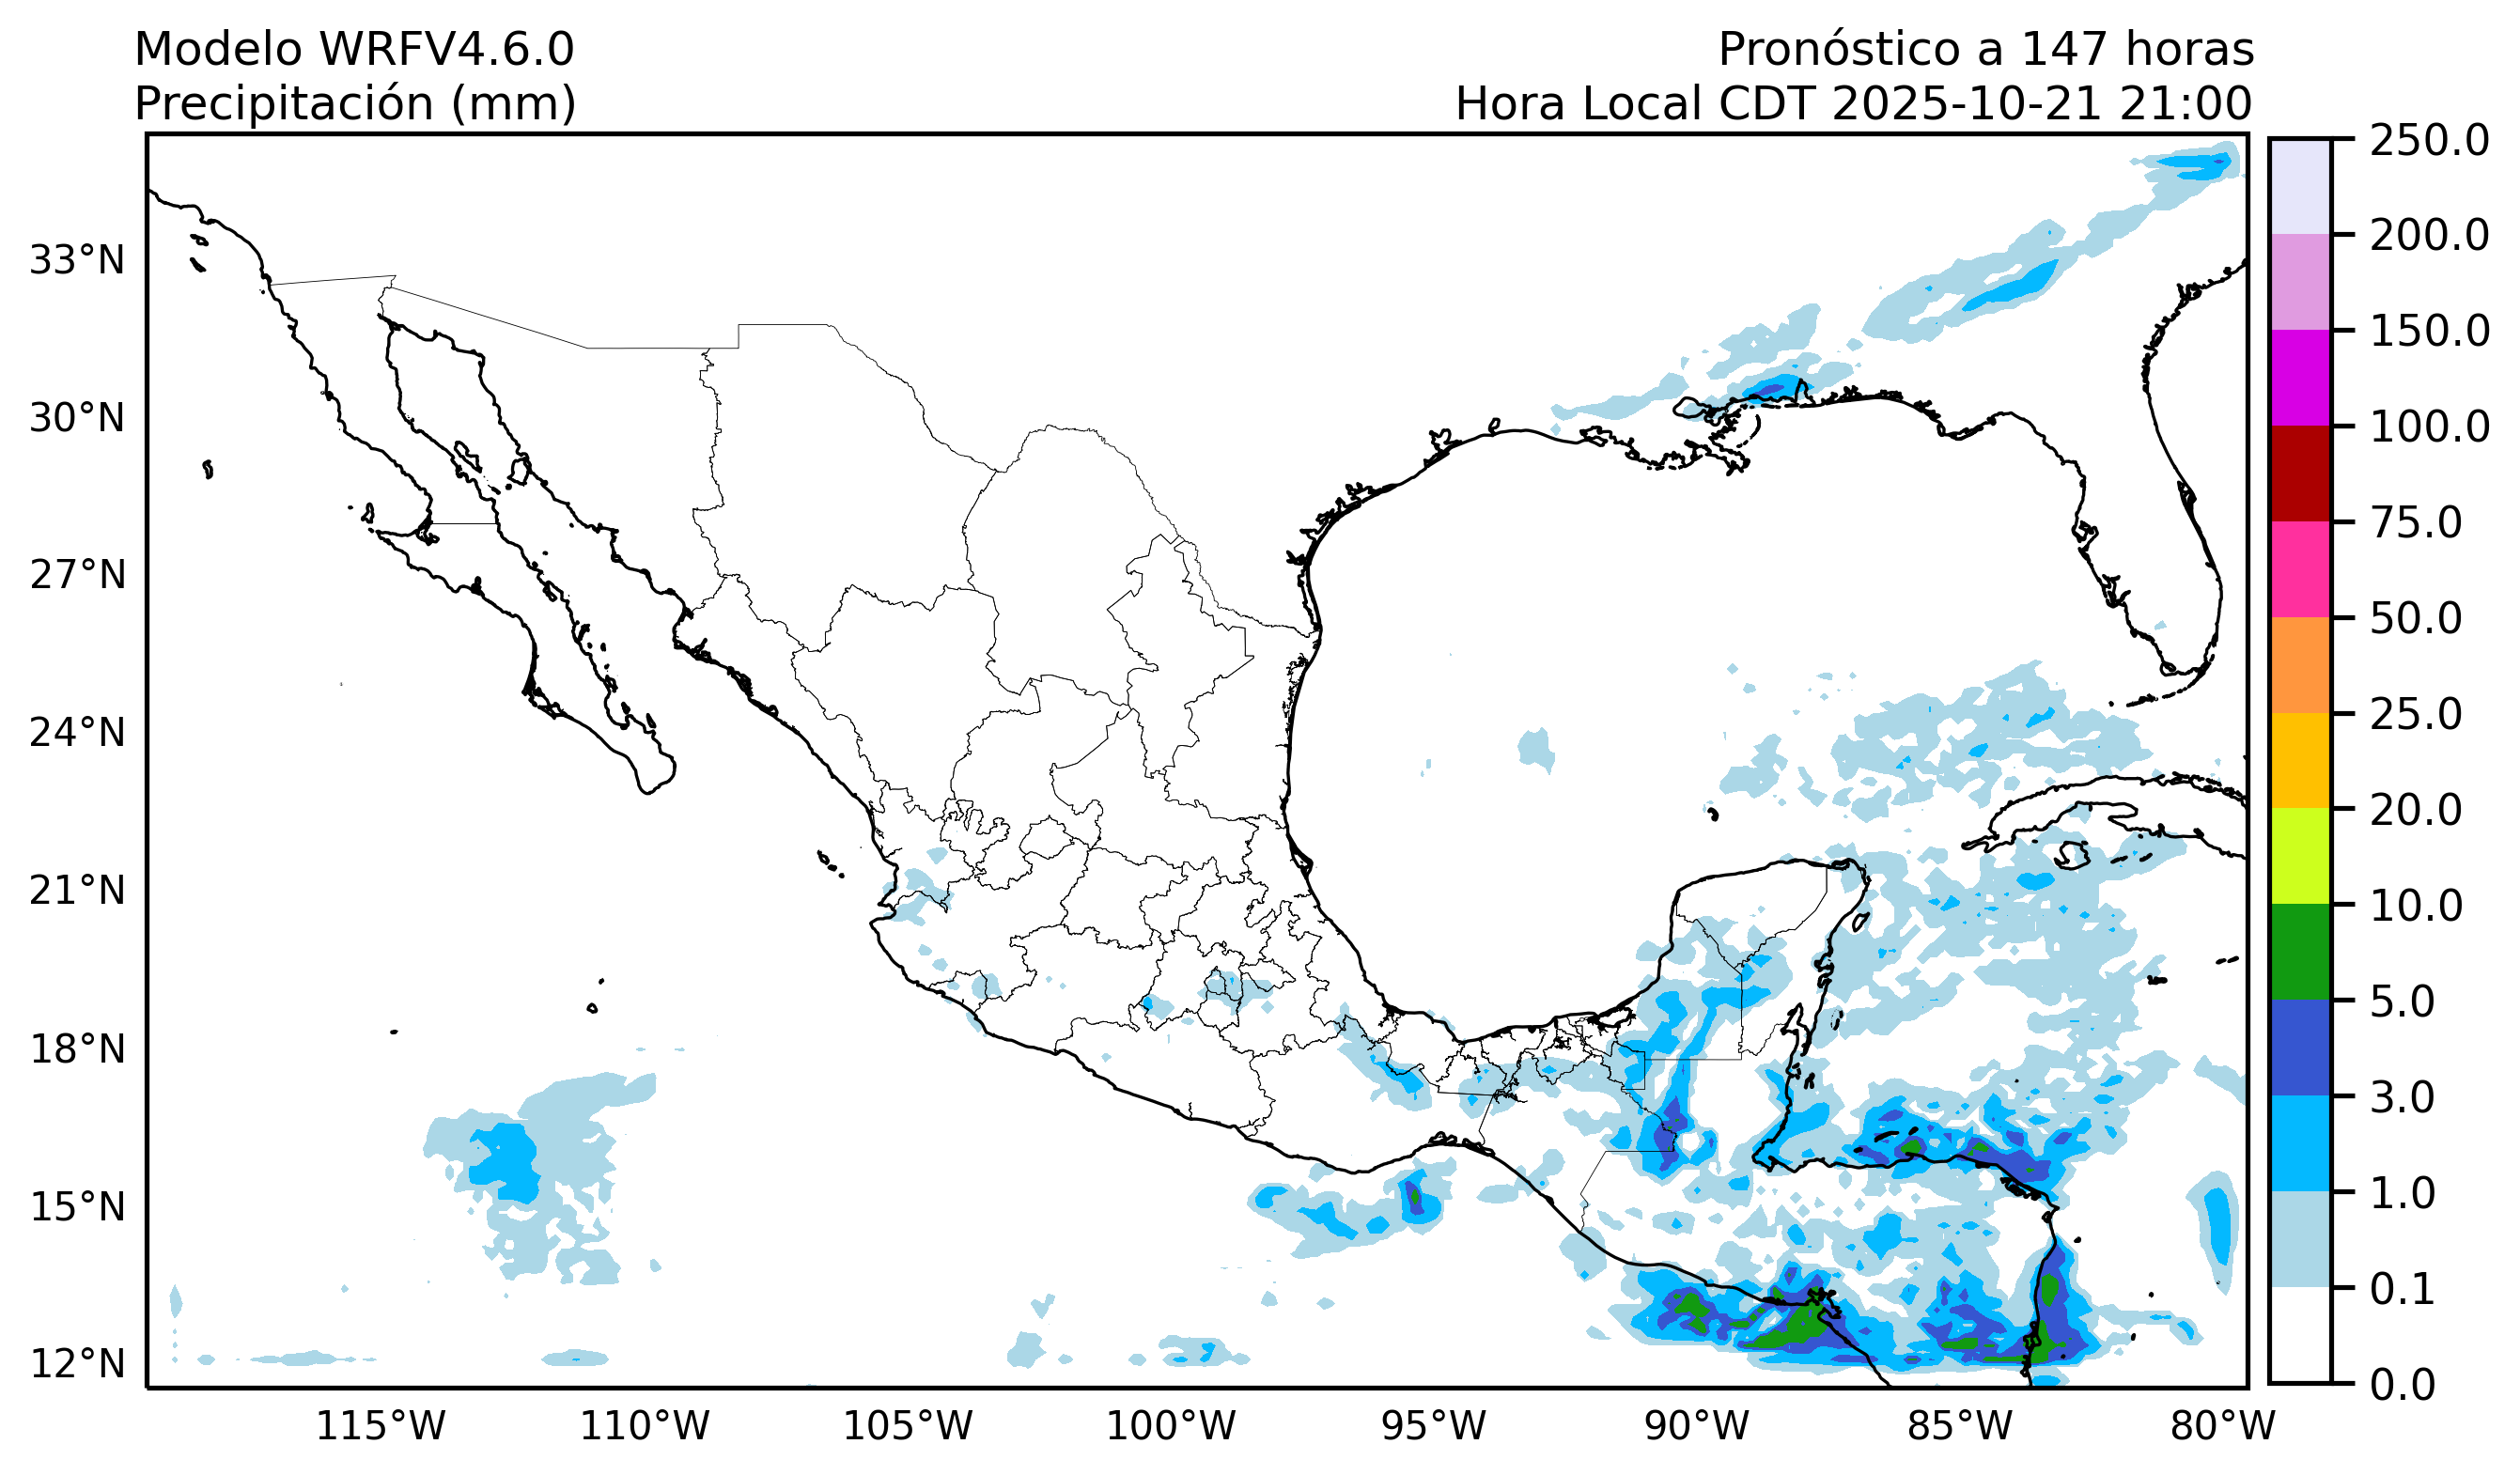 Modelo WRFV4.6.0
Precipitación (mm)
Pronóstico a 147 horas
Hora Local CDT 2025-10-21 21:00
33°N
30°N
27°N
24°N
21°N
18°N
15°N
12°N
115°W
110°W
105°W
100°W
95°W
90°W
85°W
80°W
250.0
200.0
150.0
100.0
75.0
50.0
25.0
20.0
10.0
5.0
3.0
1.0
0.1
0.0